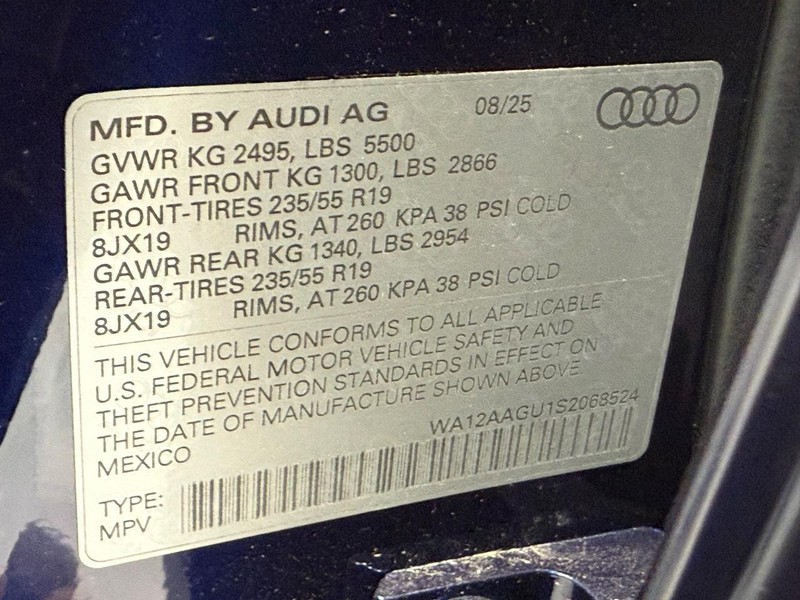 MFD. BY AUDI AG 08/25
GVWR KG 2495, LBS 5500
GAWR FRONT KG 1300, LBS 2866
FRONT-TIRES 235/55 R19
8JX19 RIMS, AT 260 KPA 38 PSI COLD
GAWR REAR KG 1340, LBS 2954
REAR-TIRES 235/55 R19
8JX19 RIMS, AT 260 KPA 38 PSI COLD
THIS VEHICLE CONFORMS TO ALL APPLICABLE
U.S. FEDERAL MOTOR VEHICLE SAFETY AND
THEFT PREVENTION STANDARDS IN EFFECT ON
THE DATE OF MANUFACTURE SHOWN ABOVE
MEXICO WA12AAGU1S2068524
TYPE:
MPV